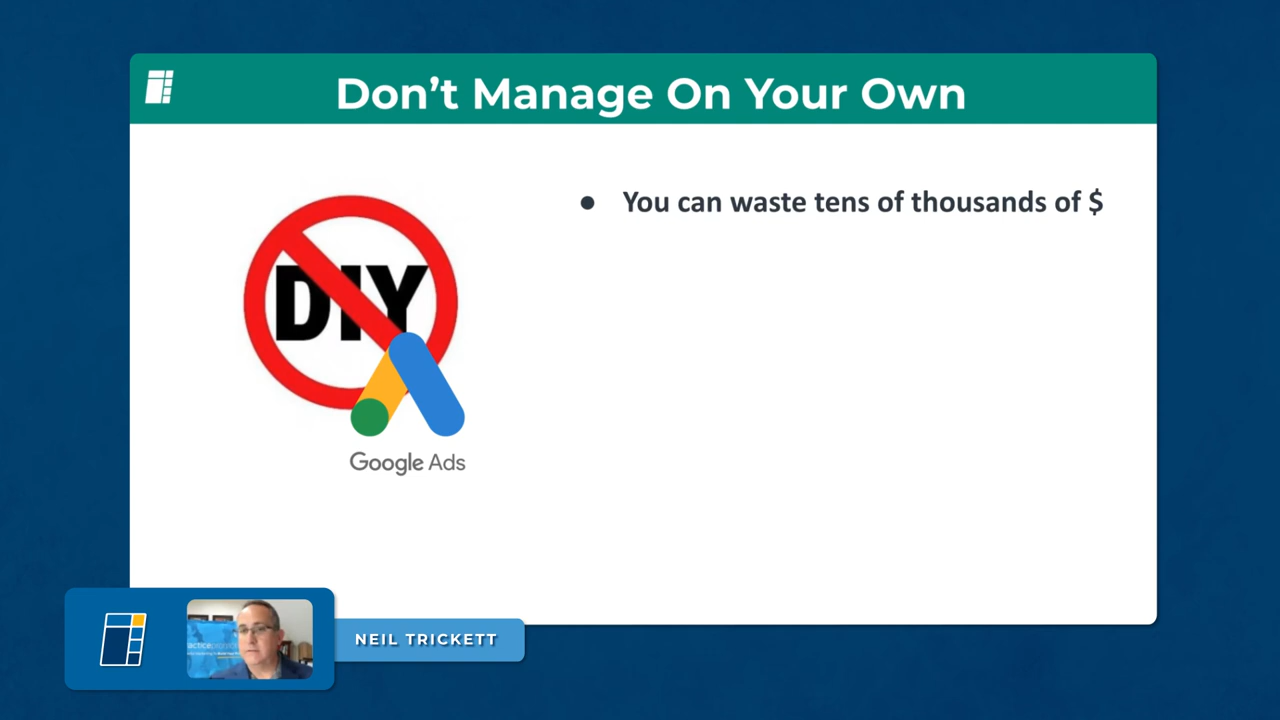 Don’t Manage On Your Own
● You can waste tens of thousands of $
DIY
Google Ads
NEIL TRICKETT